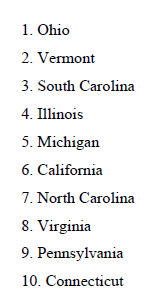 1. Ohio
2. Vermont
3. South Carolina
4. Illinois
5. Michigan
6. California
7. North Carolina
8. Virginia
9. Pennsylvania
10. Connecticut